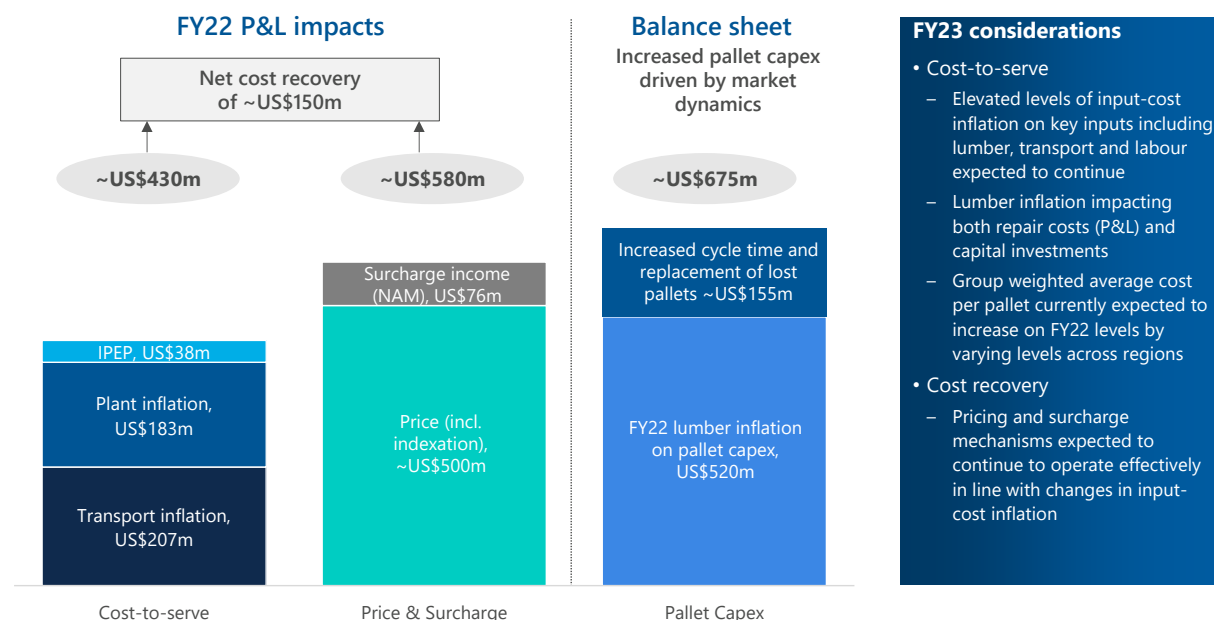 FY22 P&L impacts
Net cost recovery
of ~US$150m
~US$430m
~US$580m
IPEP, US$38m
Plant inflation,
US$183m
Transport inflation,
US$207m
Surcharge income
(NAM), US$76m
Price (incl.
indexation),
~US$500m
Cost-to-serve
Price & Surcharge
Balance sheet
Increased pallet capex
driven by market
dynamics
~US$675m
Increased cycle time and
replacement of lost
pallets ~US$155m
FY22 lumber inflation
on pallet capex,
US$520m
Pallet Capex
FY23 considerations
• Cost-to-serve
– Elevated levels of input-cost
inflation on key inputs including
lumber, transport and labour
expected to continue
– Lumber inflation impacting
both repair costs (P&L) and
capital investments
– Group weighted average cost
per pallet currently expected to
increase on FY22 levels by
varying levels across regions
• Cost recovery
– Pricing and surcharge
mechanisms expected to
continue to operate effectively
in line with changes in input-
cost inflation